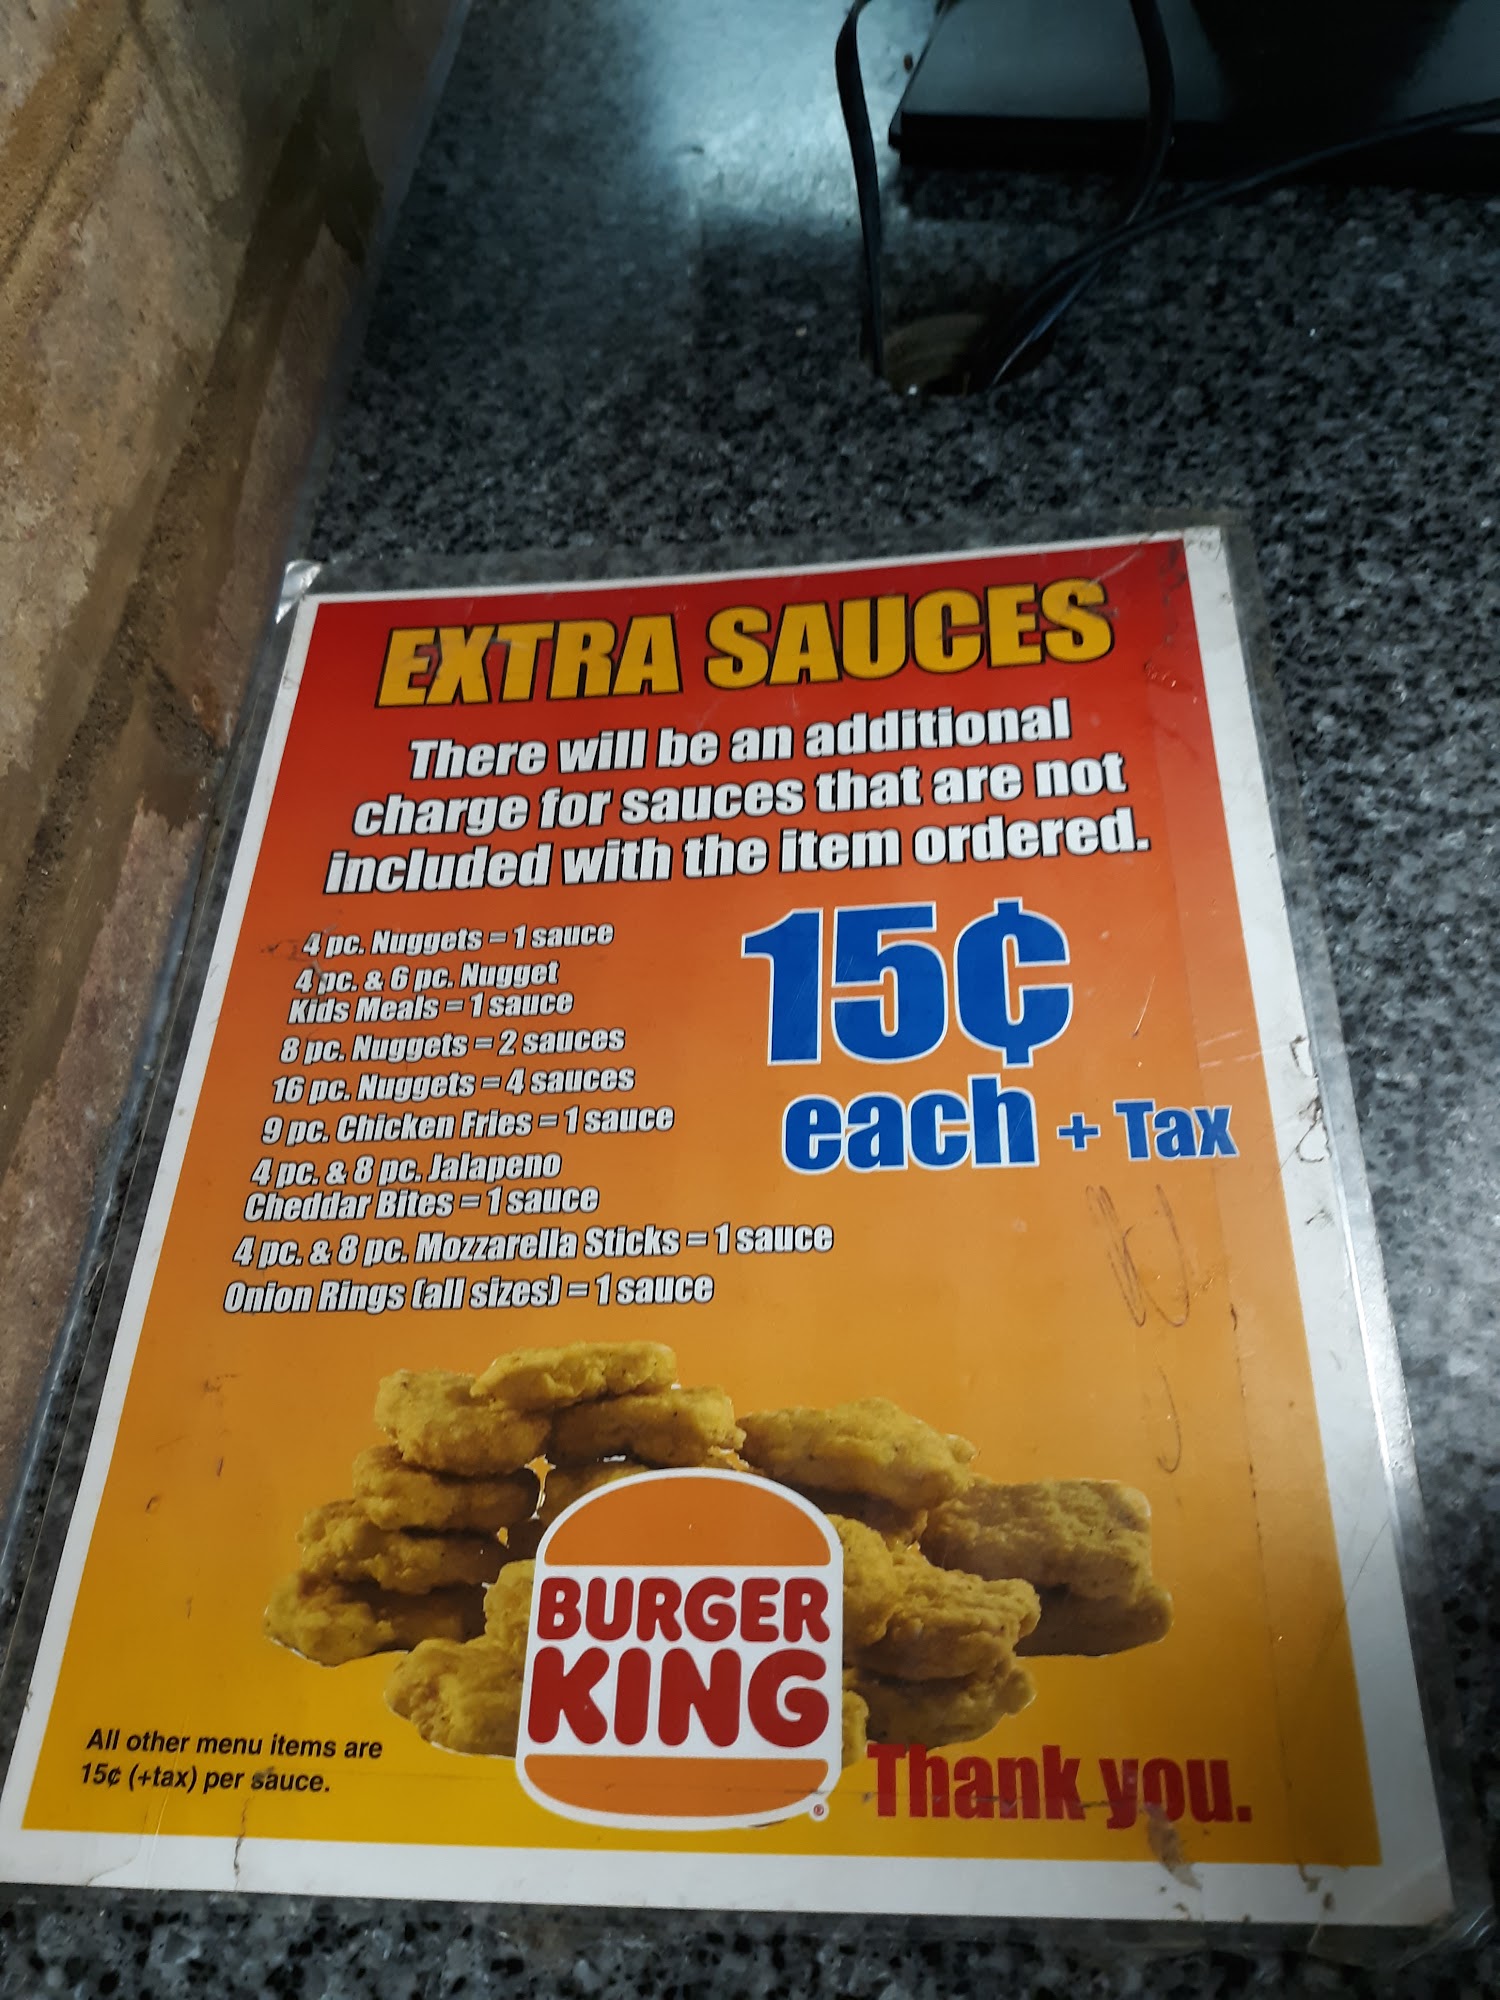 EXTRA SAUCES
There will be an additional
charge for sauces that are not
included with the item ordered.
4 pc. Nuggets = 1 sauce
4 pc. & 6 pc. Nugget
Kids Meals = 1 sauce
8 pc. Nuggets = 2 sauces
16 pc. Nuggets = 4 sauces
9 pc. Chicken Fries = 1 sauce
4 pc. & 8 pc. Jalapeno
Cheddar Bites = 1 sauce
4 pc. & 8 pc. Mozzarella Sticks = 1 sauce
Onion Rings (all sizes) = 1 sauce
15¢
each + Tax
BURGER
KING
®
All other menu items are
15¢ (+tax) per sauce.
Thank you.